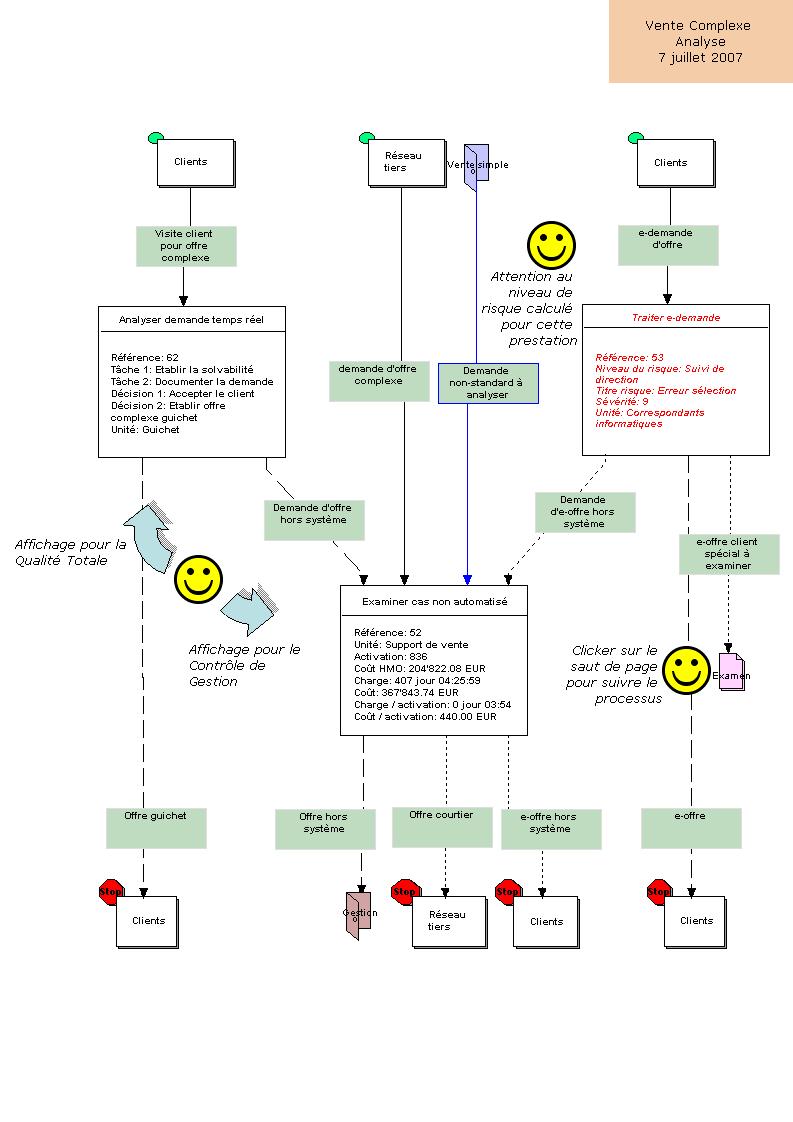 Vente Complexe
Analyse
7 juillet 2007
Clients
Réseau
tiers
Vente simple
Clients
Visite client
pour offre
complexe
e-demande
d'offre
Attention au
niveau de
risque calculé
pour cette
prestation
Analyser demande temps réel
Référence: 62
Tâche 1: Etablir la solvabilité
Tâche 2: Documenter la demande
Décision 1: Accepter le client
Décision 2: Etablir offre
complexe guichet
Unité: Guichet
demande d'offre
complexe
Demande
non-standard à
analyser
Traiter e-demande
Référence: 53
Niveau du risque: Suivi de
direction
Titre risque: Erreur sélection
Sévérité: 9
Unité: Correspondants
informatiques
Demande d'offre
hors système
Demande
d'e-offre hors
système
e-offre client
spécial à
examiner
Affichage pour la
Qualité Totale
Affichage pour le
Contrôle de
Gestion
Examiner cas non automatisé
Référence: 52
Unité: Support de vente
Activation: 836
Coût HMO: 204'822.08 EUR
Charge: 407 jour 04:25:59
Coût: 367'843.74 EUR
Charge / activation: 0 jour 03:54
Coût / activation: 440.00 EUR
Clicker sur le
saut de page
pour suivre le
processus
Examen
Offre guichet
Offre hors
système
Offre courtier
e-offre hors
système
e-offre
Stop
Clients
Gestion
Stop
Réseau
tiers
Stop
Clients
Stop
Clients